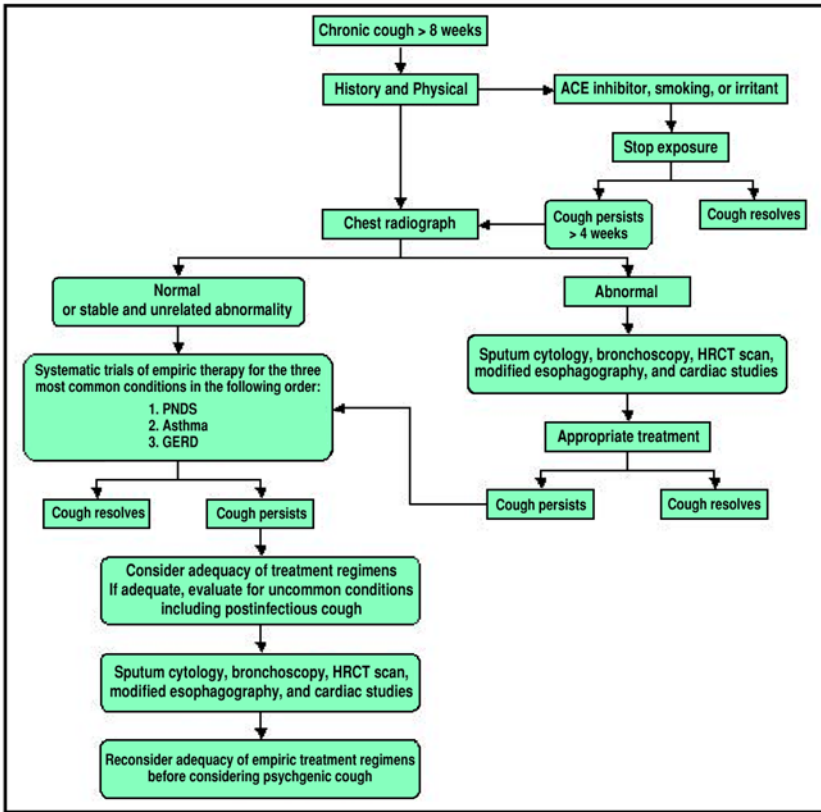 Chronic cough > 8 weeks
History and Physical
ACE inhibitor, smoking, or irritant
Stop exposure
Cough persists
> 4 weeks
Cough resolves
Chest radiograph
Normal
or stable and unrelated abnormality
Abnormal
Systematic trials of empiric therapy for the three
most common conditions in the following order:
1. PNDS
2. Asthma
3. GERD
Sputum cytology, bronchoscopy, HRCT scan,
modified esophagography, and cardiac studies
Appropriate treatment
Cough persists
Cough resolves
Cough resolves
Cough persists
Consider adequacy of treatment regimens
If adequate, evaluate for uncommon conditions
including postinfectious cough
Sputum cytology, bronchoscopy, HRCT scan,
modified esophagography, and cardiac studies
Reconsider adequacy of empiric treatment regimens
before considering psychgenic cough